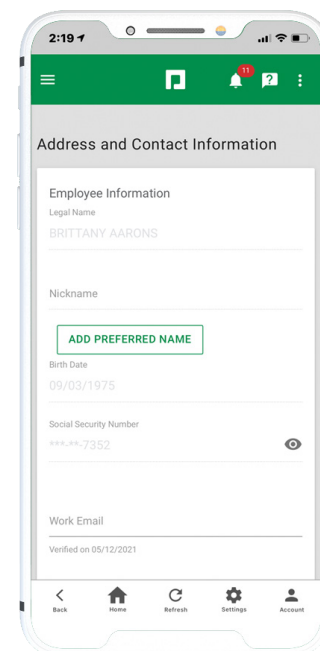 2:19
11
?
Address and Contact Information
Employee Information
Legal Name
BRITTANY AARONS
Nickname
ADD PREFERRED NAME
Birth Date
09/03/1975
Social Security Number
***-**-7352
Work Email
Verified on 05/12/2021
Back Home Refresh Settings Account